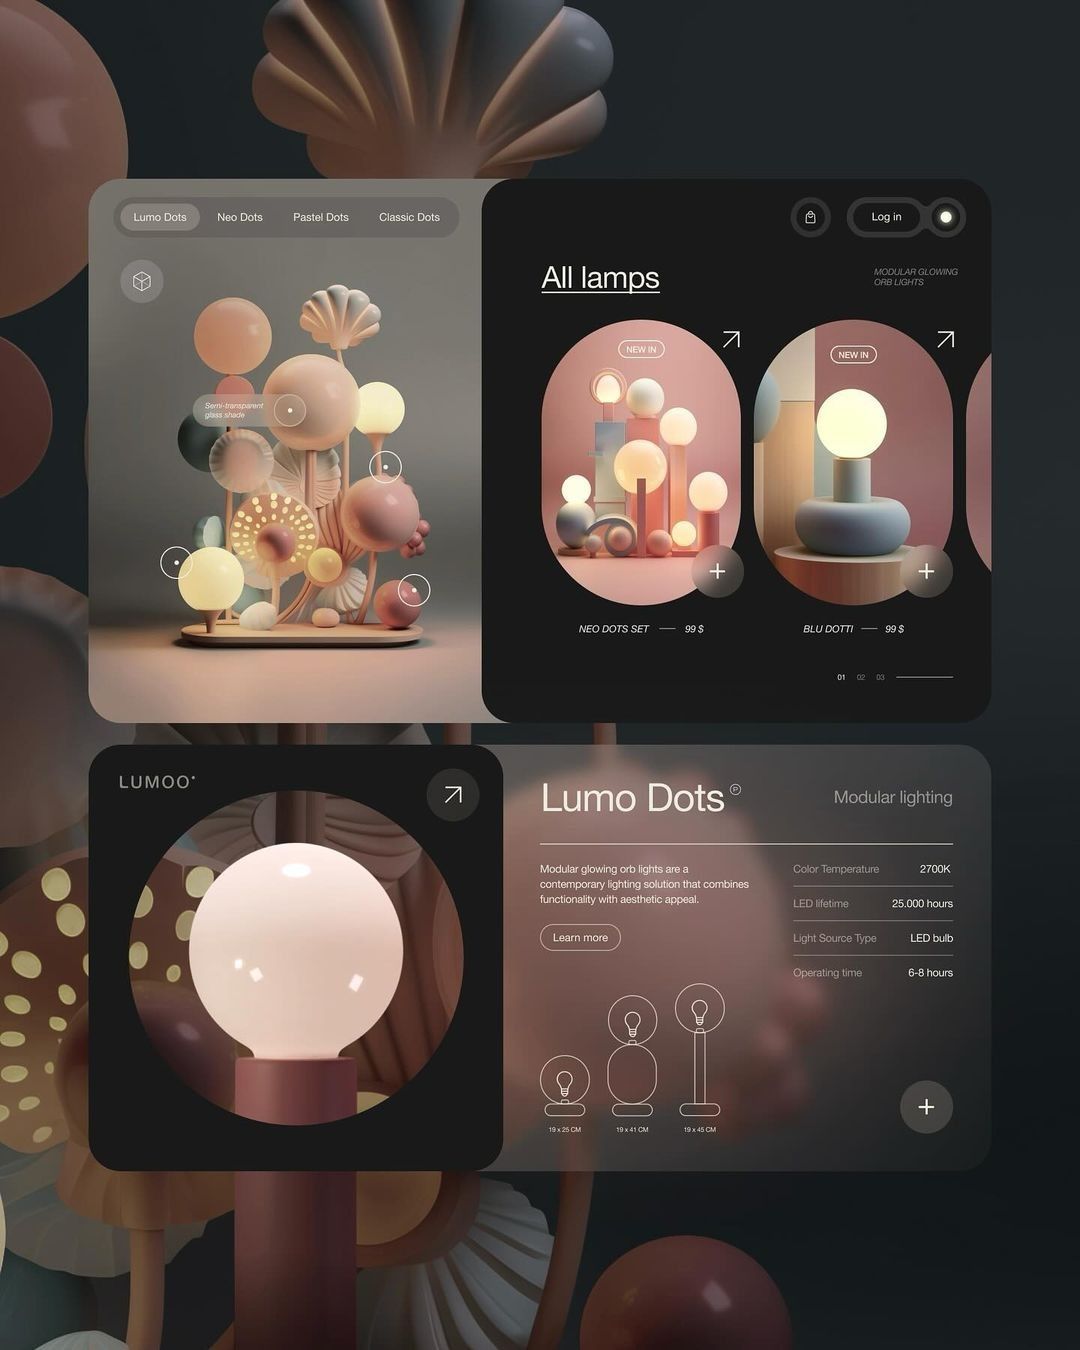 Lumo Dots
Neo Dots
Pastel Dots
Classic Dots
Log in
All lamps
MODULAR GLOWING
ORB LIGHTS
Semi-transparent
glass shade
NEW IN
NEW IN
NEO DOTS SET — 99 $
BLU DOTTI — 99 $
01 02 03
LUMOO
Lumo Dots Ⓟ
Modular lighting
Modular glowing orb lights are a
contemporary lighting solution that combines
functionality with aesthetic appeal.
Learn more
Color Temperature 2700K
LED lifetime 25.000 hours
Light Source Type LED bulb
Operating time 6-8 hours
19 x 25 CM
19 x 41 CM
19 x 45 CM